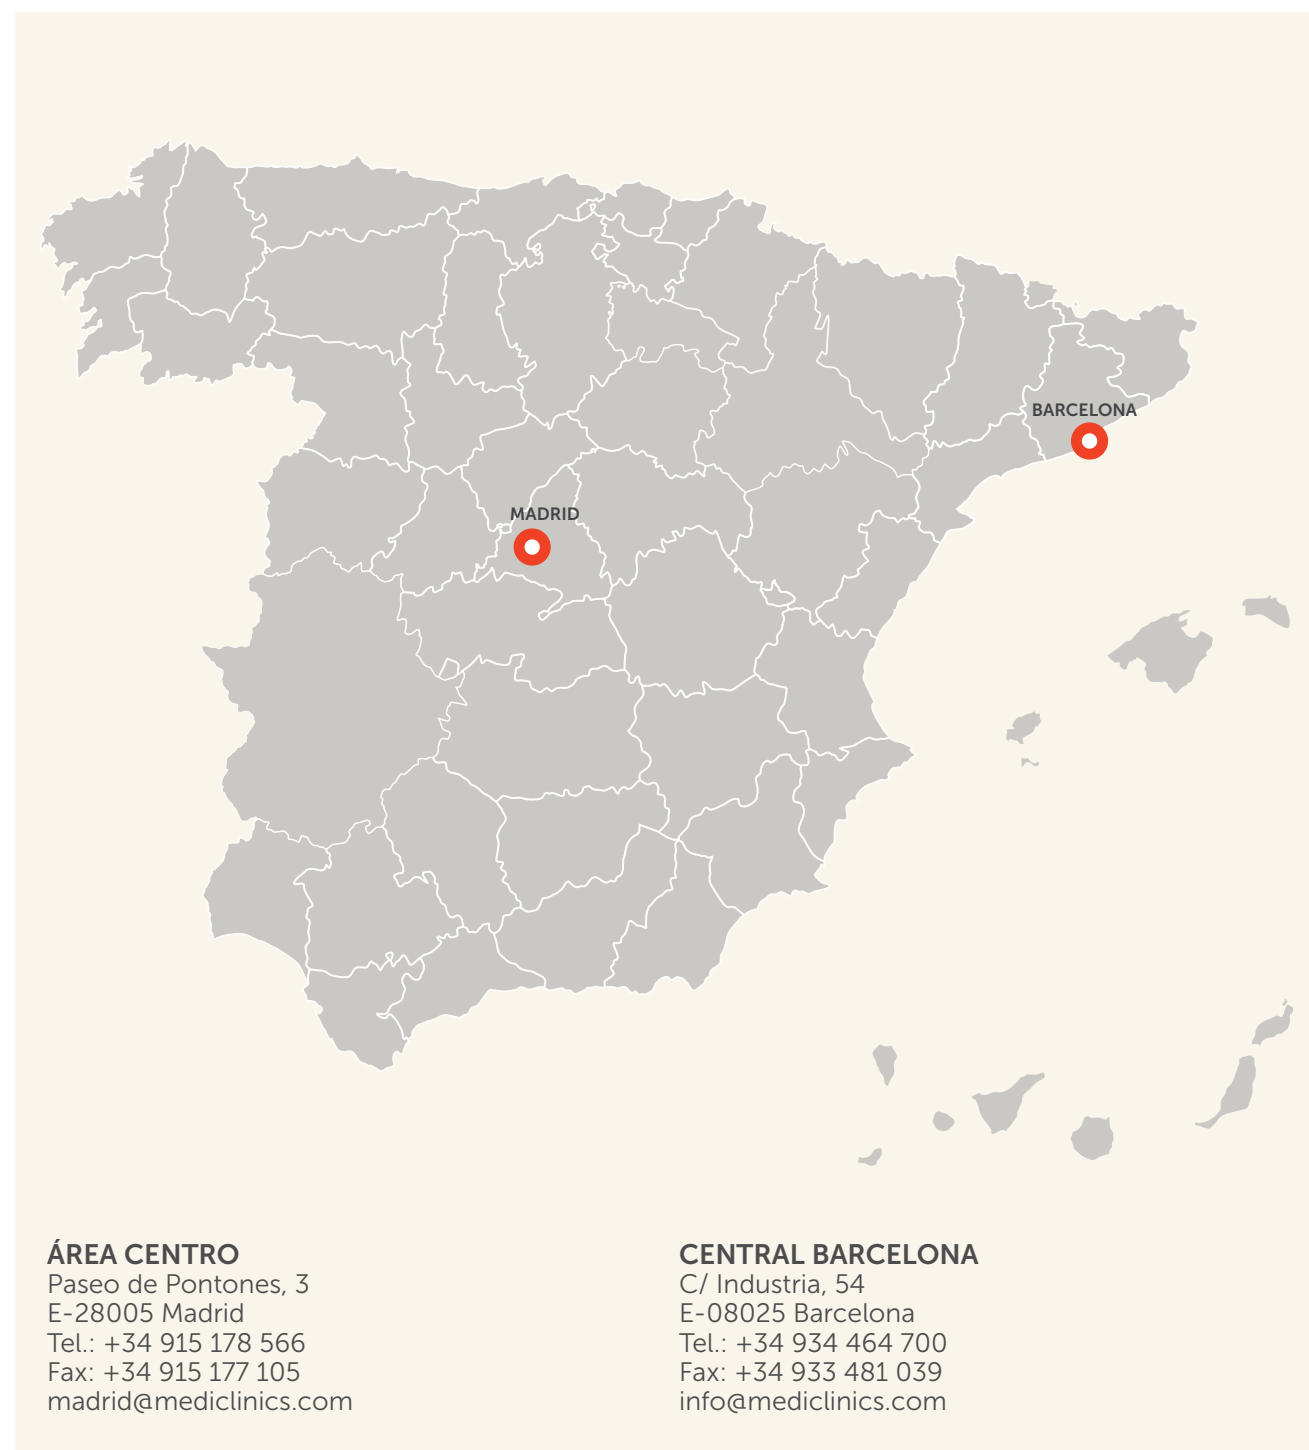 BARCELONA
MADRID
ÁREA CENTRO
Paseo de Pontones, 3
E-28005 Madrid
Tel.: +34 915 178 566
Fax: +34 915 177 105
madrid@mediclinics.com
CENTRAL BARCELONA
C/ Industria, 54
E-08025 Barcelona
Tel.: +34 934 464 700
Fax: +34 933 481 039
info@mediclinics.com